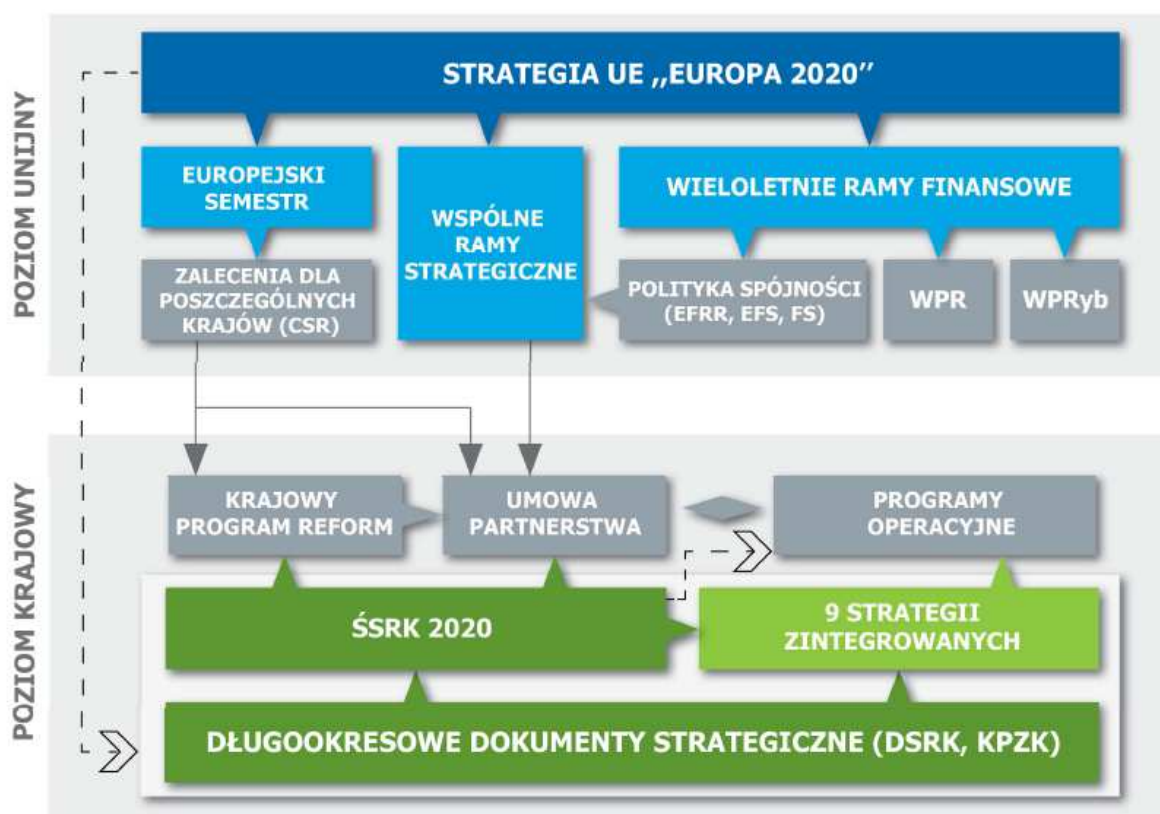 POZIOM UNIJNY
STRATEGIA UE „EUROPA 2020”
EUROPEJSKI
SEMESTR
WSPÓLNE
RAMY
STRATEGICZNE
WIELOLETNIE RAMY FINANSOWE
ZALECENIA DLA
POSZCZEGÓLNYCH
KRAJÓW (CSR)
POLITYKA SPÓJNOŚCI
(EFRR, EFS, FS)
WPR
WPRyb
POZIOM KRAJOWY
KRAJOWY
PROGRAM REFORM
UMOWA
PARTNERSTWA
PROGRAMY
OPERACYJNE
ŚSRK 2020
9 STRATEGII
ZINTEGROWANYCH
DŁUGOOKRESOWE DOKUMENTY STRATEGICZNE (DSRK, KPZK)